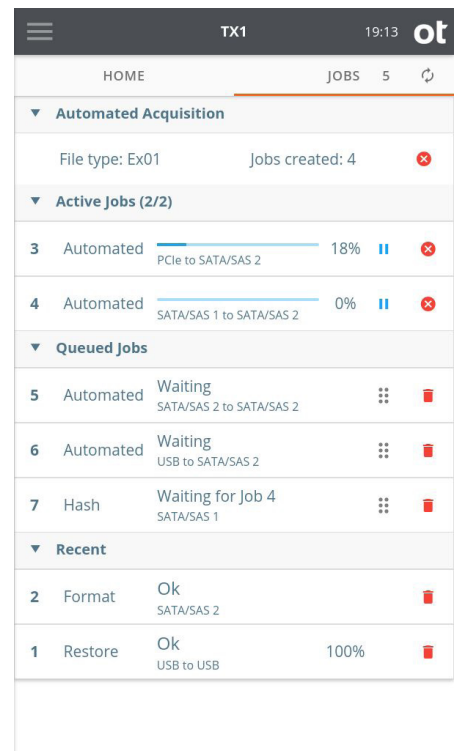 TX1 19:13 ot
HOME JOBS 5
Automated Acquisition
File type: Ex01 Jobs created: 4
Active Jobs (2/2)
3 Automated 18%
PCIe to SATA/SAS 2
4 Automated 0%
SATA/SAS 1 to SATA/SAS 2
Queued Jobs
5 Automated Waiting
SATA/SAS 2 to SATA/SAS 2
6 Automated Waiting
USB to SATA/SAS 2
7 Hash Waiting for Job 4
SATA/SAS 1
Recent
2 Format Ok
SATA/SAS 2
1 Restore Ok 100%
USB to USB